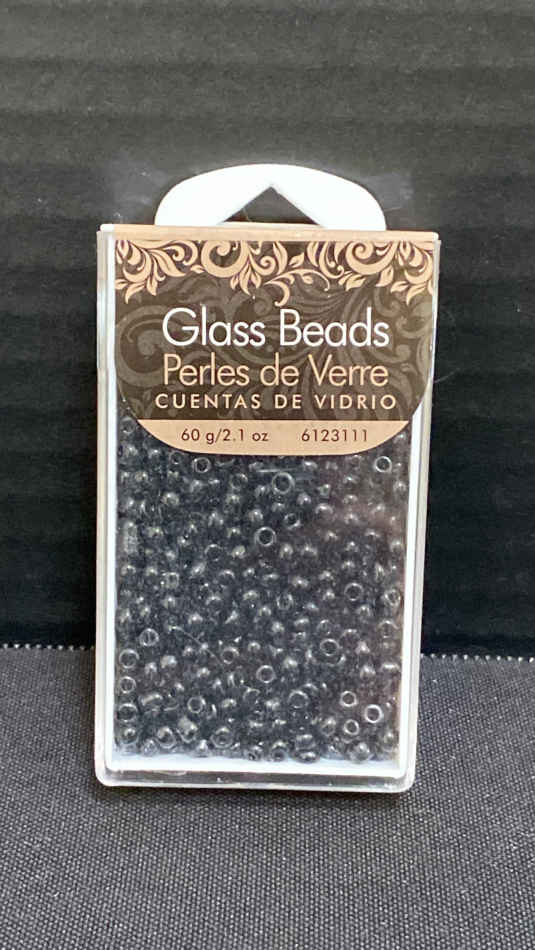 Glass Beads
Perles de Verre
CUENTAS DE VIDRIO
60 g/2.1 oz 6123111